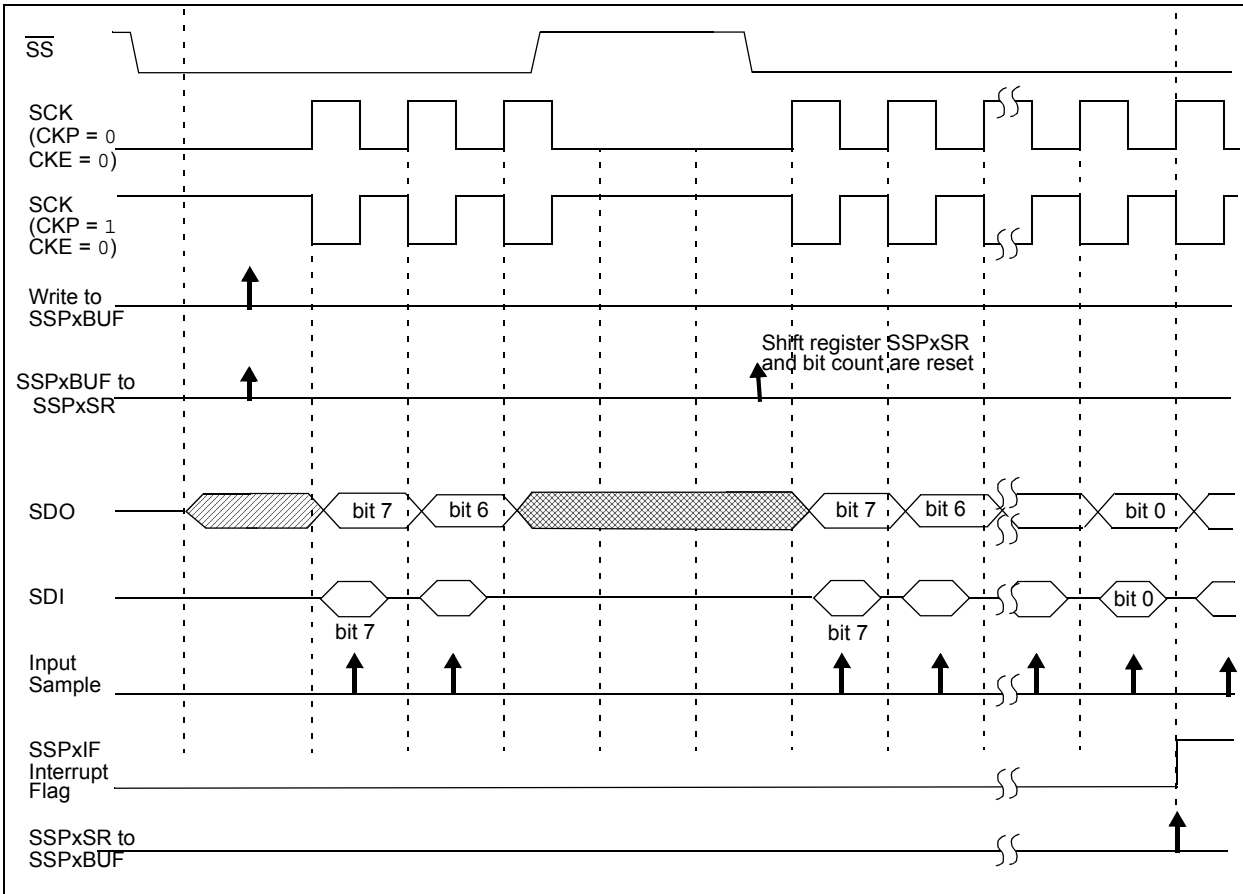 SS
SCK
(CKP = 0
CKE = 0)
SCK
(CKP = 1
CKE = 0)
Write to
SSPxBUF
Shift register SSPxSR
and bit count are reset
SSPxBUF to
SSPxSR
SDO
bit 7
bit 6
bit 7
bit 6
bit 0
SDI
bit 0
bit 7
bit 7
Input
Sample
SSPxIF
Interrupt
Flag
SSPxSR to
SSPxBUF